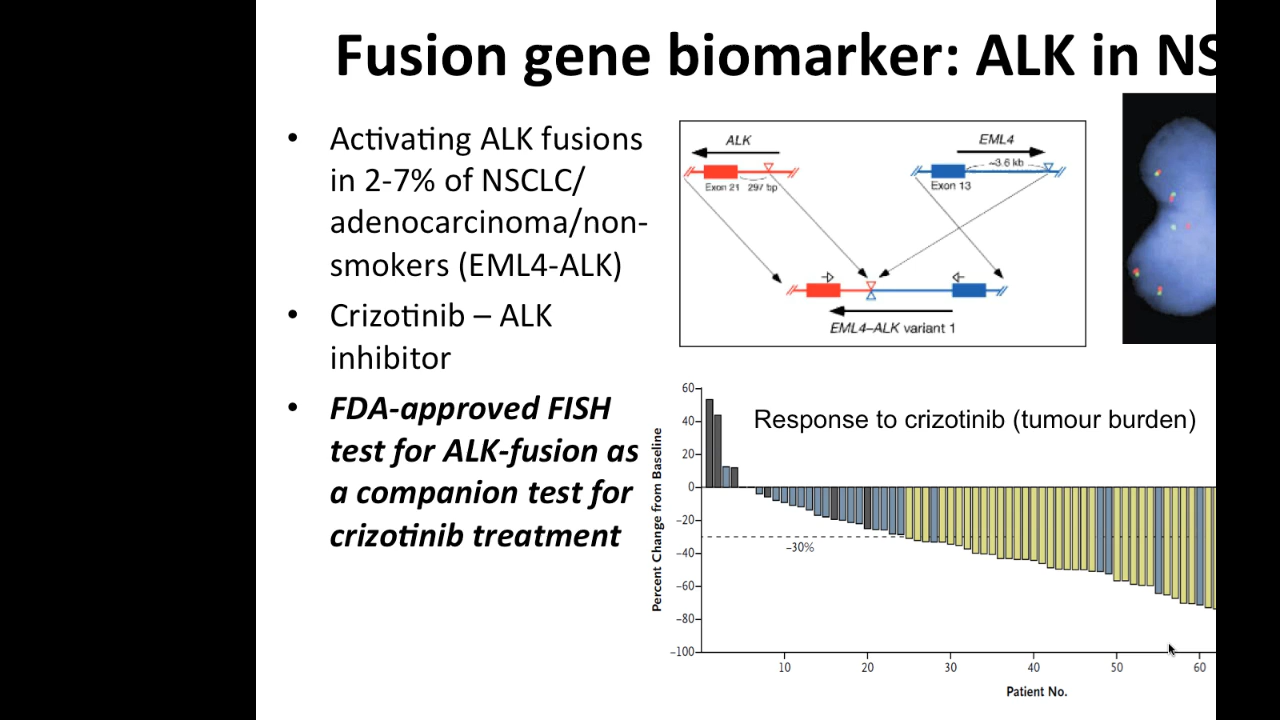 Fusion gene biomarker: ALK in NS
• Activating ALK fusions
in 2-7% of NSCLC/
adenocarcinoma/non-
smokers (EML4-ALK)
• Crizotinib – ALK
inhibitor
• FDA-approved FISH
test for ALK-fusion as
a companion test for
crizotinib treatment
ALK
EML4
~3.6 kb
Exon 21 297 bp
Exon 13
EML4–ALK variant 1
Response to crizotinib (tumour burden)
Percent Change from Baseline
60
40
20
0
–20
–40
–60
–80
–100
–30%
10 20 30 40 50 60
Patient No.